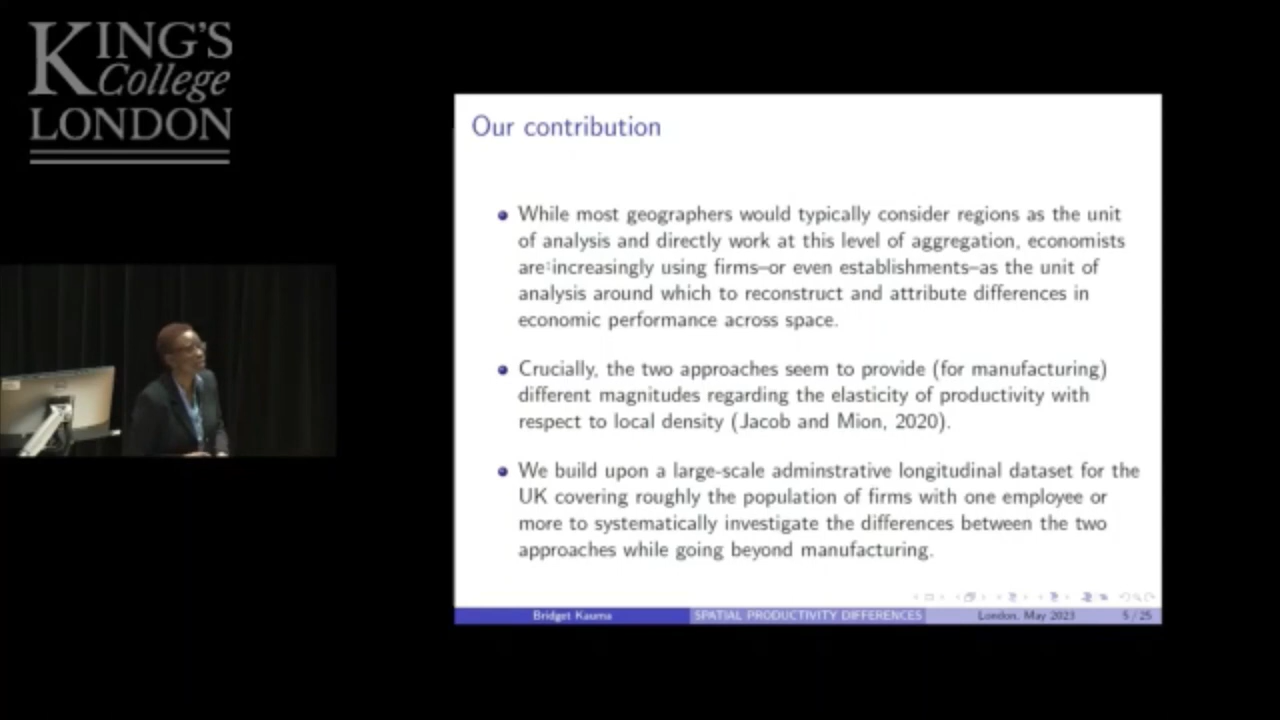 KING'S
College
LONDON
Our contribution
While most geographers would typically consider regions as the unit
of analysis and directly work at this level of aggregation, economists
are increasingly using firms–or even establishments–as the unit of
analysis around which to reconstruct and attribute differences in
economic performance across space.
Crucially, the two approaches seem to provide (for manufacturing)
different magnitudes regarding the elasticity of productivity with
respect to local density (Jacob and Mion, 2020).
We build upon a large-scale adminstrative longitudinal dataset for the
UK covering roughly the population of firms with one employee or
more to systematically investigate the differences between the two
approaches while going beyond manufacturing.
Bridget Kauma SPATIAL PRODUCTIVITY DIFFERENCES London, May 2023 5 / 25